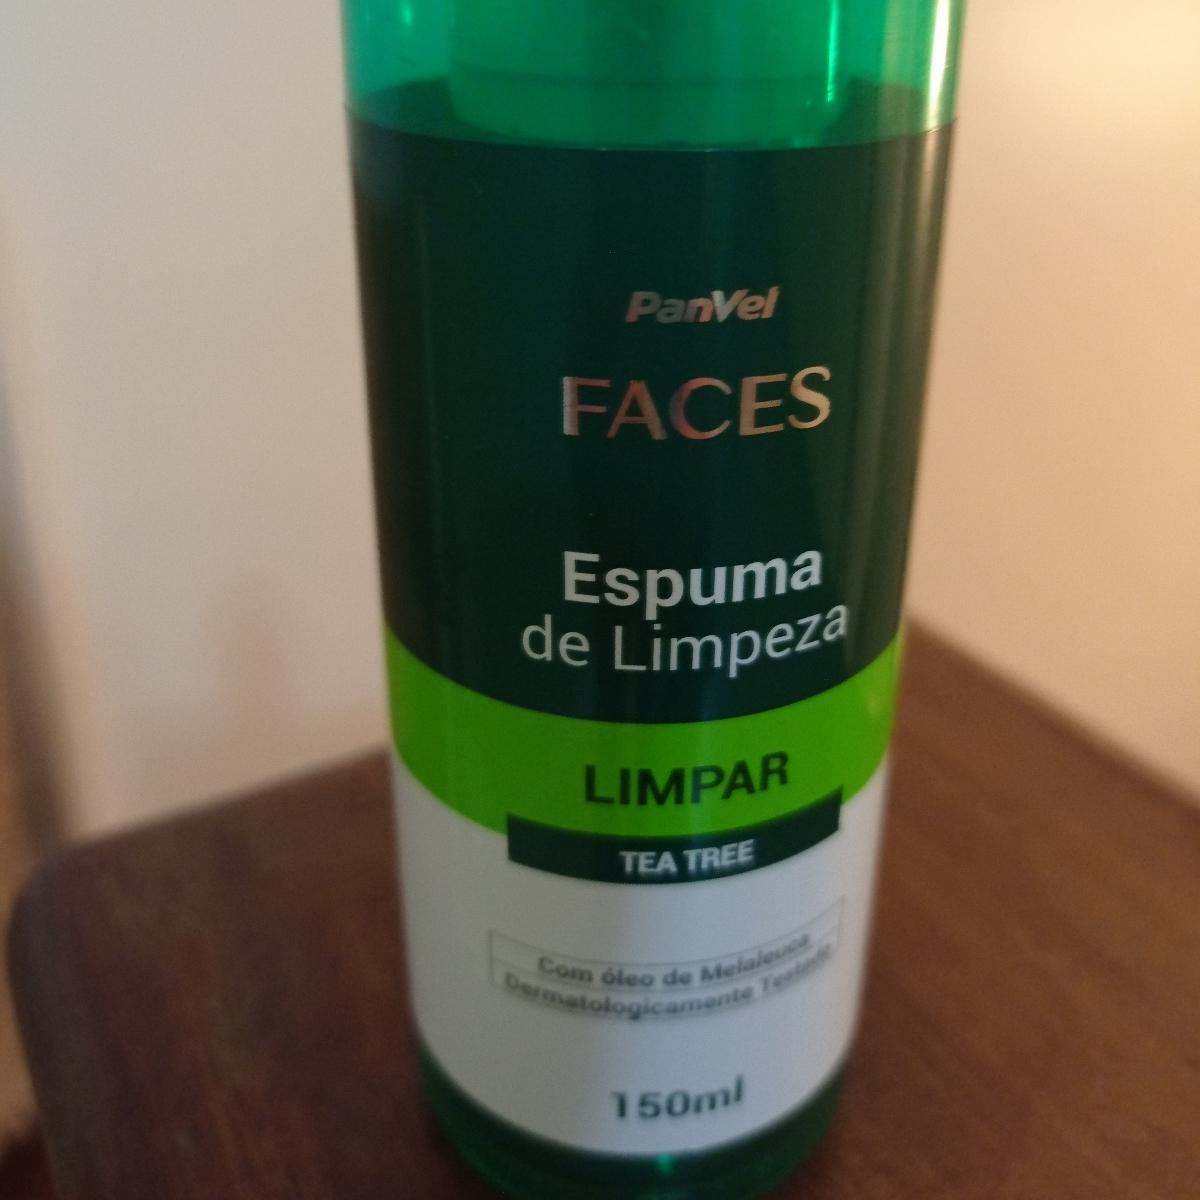 PanVel
FACES
Espuma
de Limpeza
LIMPAR
TEA TREE
Com óleo de Melaleuca
Dermatologicamente Testado
150ml